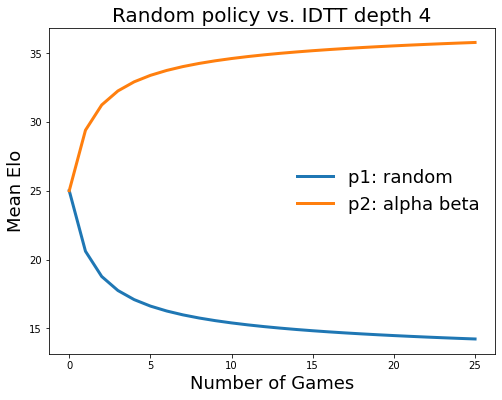 Random policy vs. IDTT depth 4
Mean Elo
35
30
25
20
15
p1: random
p2: alpha beta
0 5 10 15 20 25
Number of Games